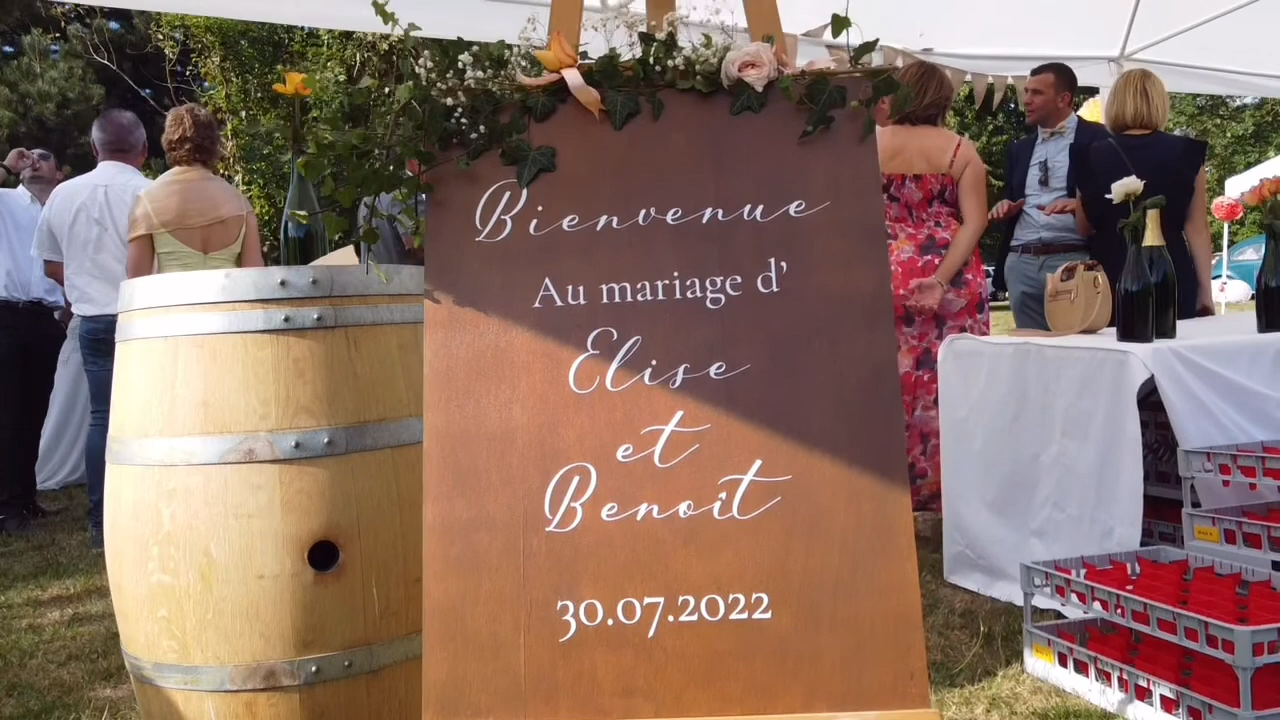 Bienvenue
Au mariage d'
Elise
et
Benoît
30.07.2022